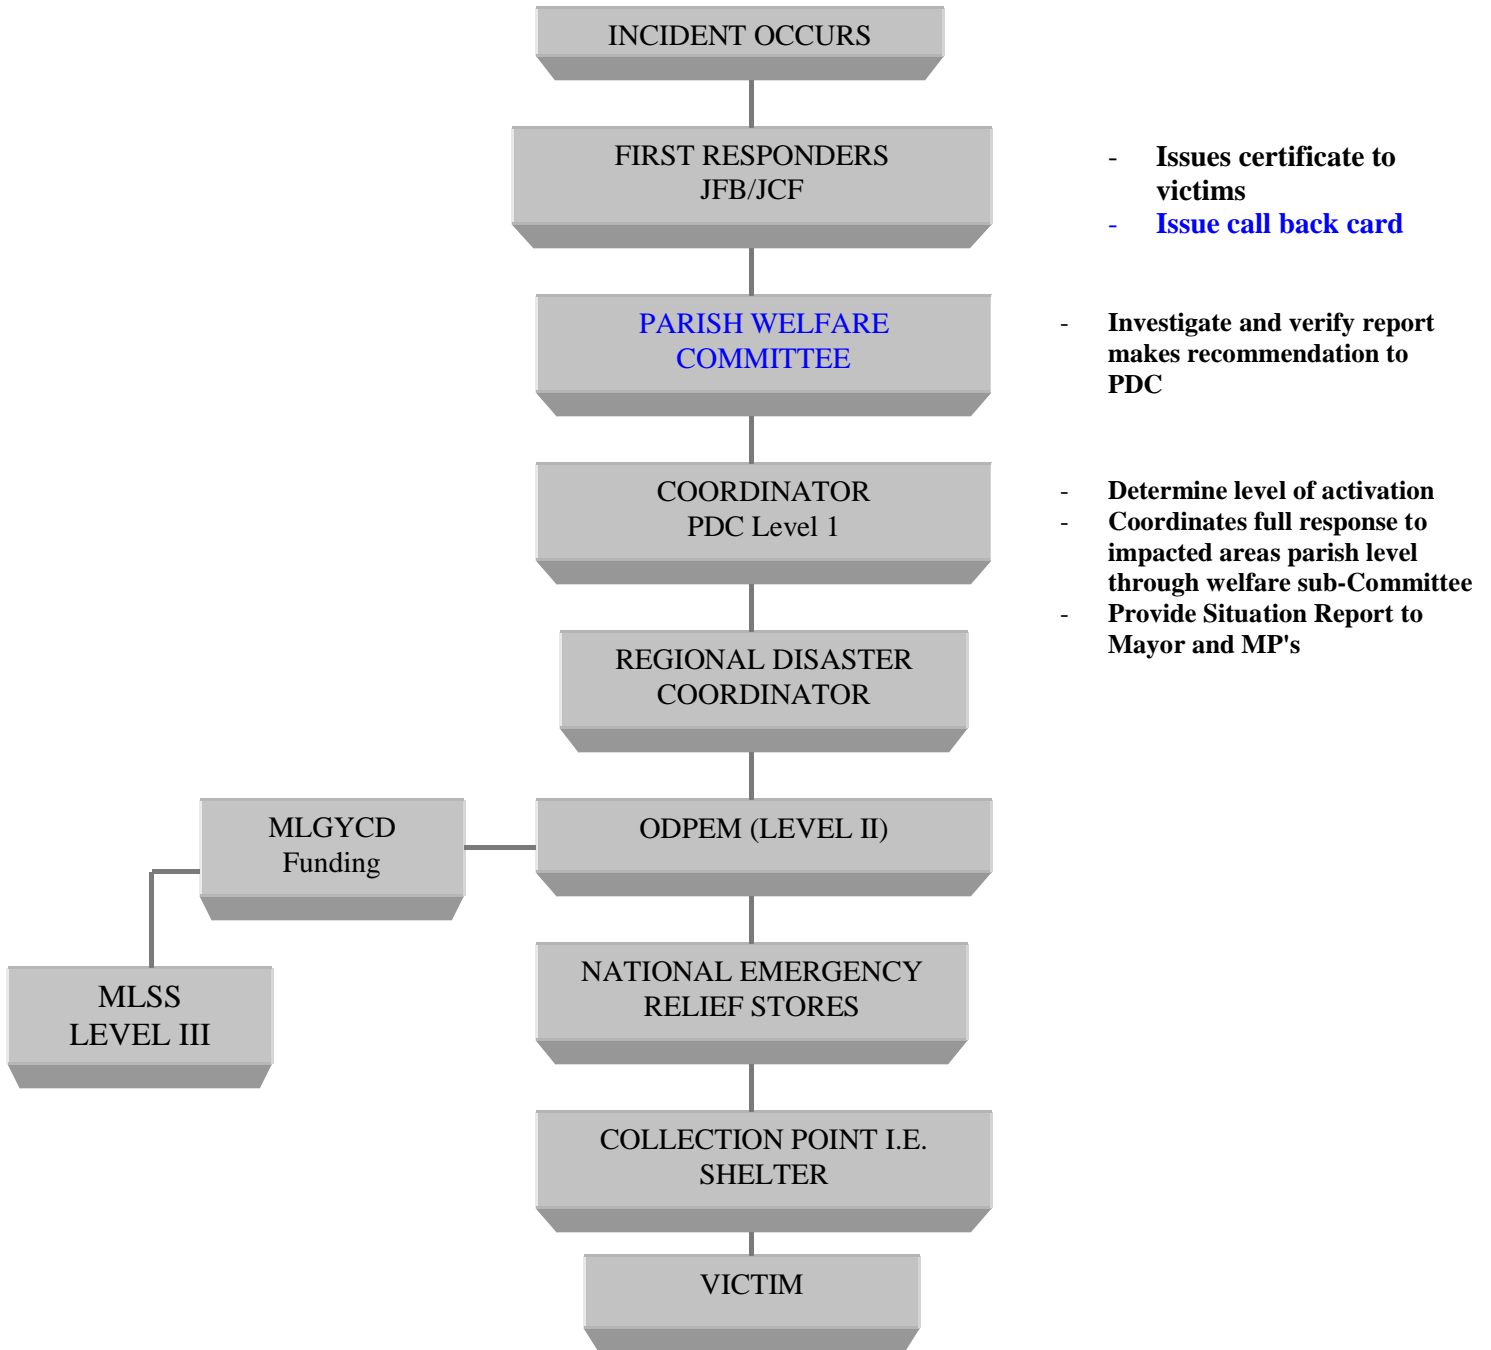 INCIDENT OCCURS
FIRST RESPONDERS
JFB/JCF
- Issues certificate to
victims
- Issue call back card
PARISH WELFARE
COMMITTEE
- Investigate and verify report
makes recommendation to
PDC
COORDINATOR
PDC Level 1
- Determine level of activation
- Coordinates full response to
impacted areas parish level
through welfare sub-Committee
- Provide Situation Report to
Mayor and MP's
REGIONAL DISASTER
COORDINATOR
MLGYCD
Funding
ODPEM (LEVEL II)
MLSS
LEVEL III
NATIONAL EMERGENCY
RELIEF STORES
COLLECTION POINT I.E.
SHELTER
VICTIM